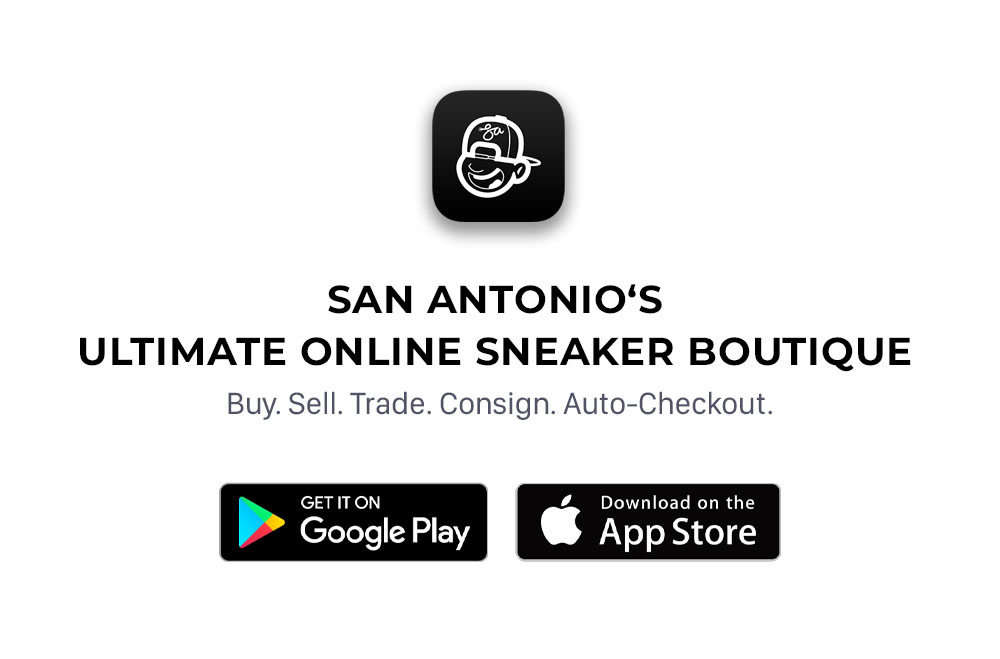 sa
SAN ANTONIO‘S
ULTIMATE ONLINE SNEAKER BOUTIQUE
Buy. Sell. Trade. Consign. Auto-Checkout.
GET IT ON
Google Play
Download on the
App Store